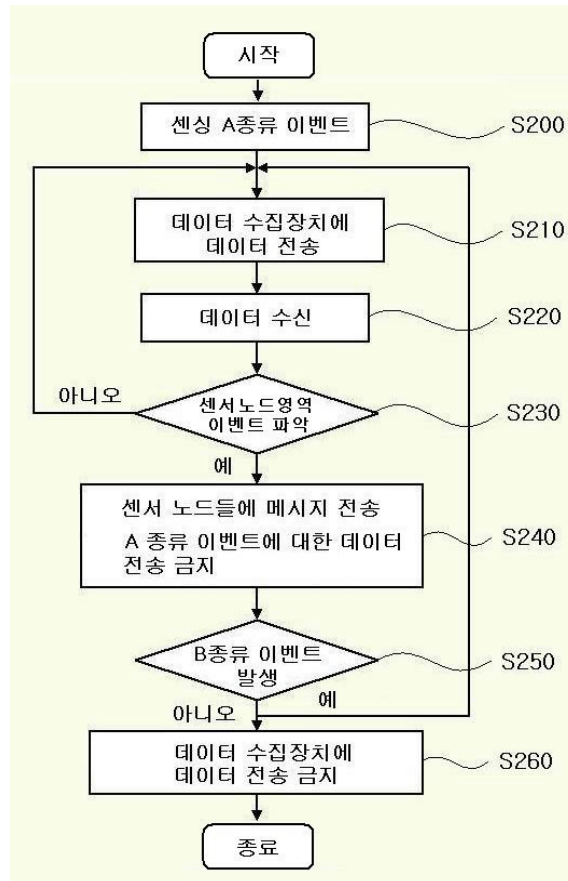 시작
센싱 A종류 이벤트
S200
데이터 수집장치에
데이터 전송
S210
데이터 수신
S220
아니오
센서노드영역
이벤트 파악
S230
예
센서 노드들에 메시지 전송
A 종류 이벤트에 대한 데이터
전송 금지
S240
B종류 이벤트
발생
S250
예
아니오
데이터 수집장치에
데이터 전송 금지
S260
종료